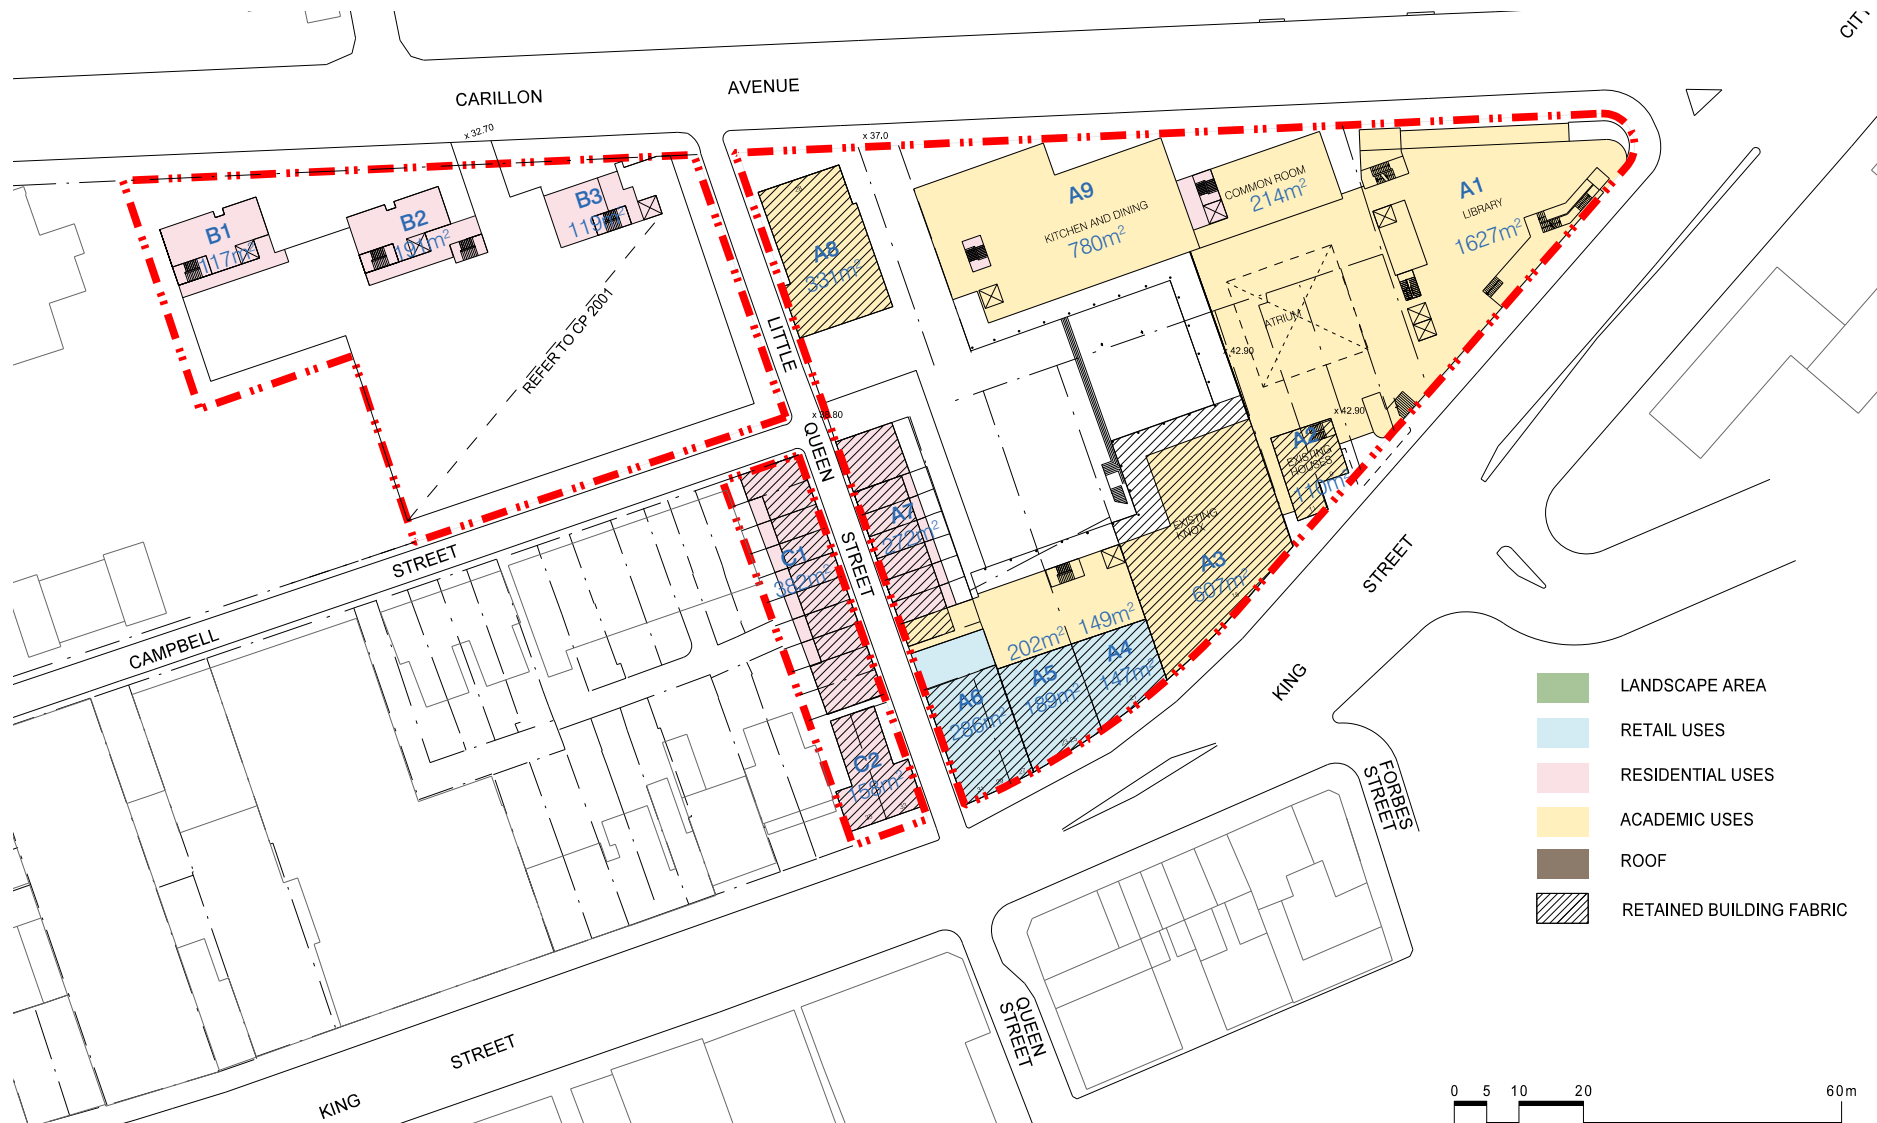 CITY
CARILLON AVENUE
x 32.70
x 37.0
B1
117m²
B2
191m²
B3
119m²
A8
331m²
A9
KITCHEN AND DINING
780m²
COMMON ROOM
214m²
A1
LIBRARY
1627m²
ATRIUM
x 42.90
x 42.90
REFER TO CP 2001
LITTLE QUEEN STREET
A2
EXISTING
HOUSES
110m²
A7
272m²
C1
382m²
EXISTING
KNOX
A3
607m²
CAMPBELL STREET
202m²
149m²
A4
147m²
A5
189m²
A6
286m²
C2
158m²
KING STREET
FORBES
STREET
LANDSCAPE AREA
RETAIL USES
RESIDENTIAL USES
ACADEMIC USES
ROOF
RETAINED BUILDING FABRIC
QUEEN
STREET
KING STREET
0 5 10 20 60m